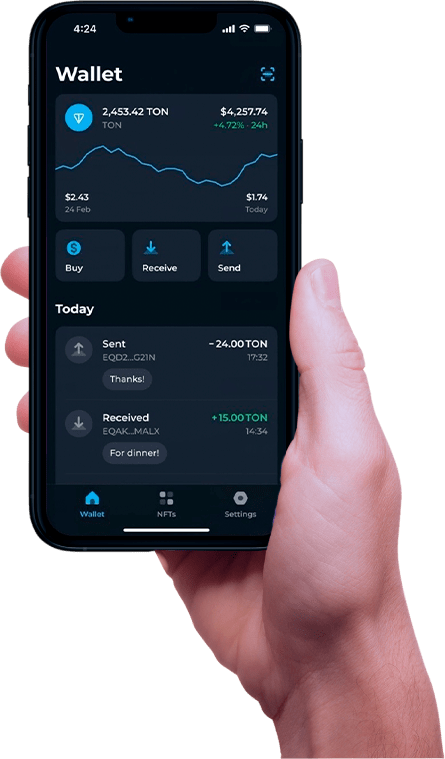 4:24
Wallet
2,453.42 TON $4,257.74
TON +4.72% · 24h
$2.43 $1.74
24 Feb Today
Buy Receive Send
Today
Sent -24.00 TON
EQD2...G21N 17:32
Thanks!
Received +15.00 TON
EQAK...MALX 14:34
For dinner!
Wallet NFTs Settings